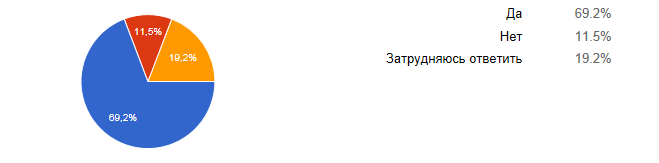 11,5%
19,2%
69,2%
Да 69.2%
Нет 11.5%
Затрудняюсь ответить 19.2%